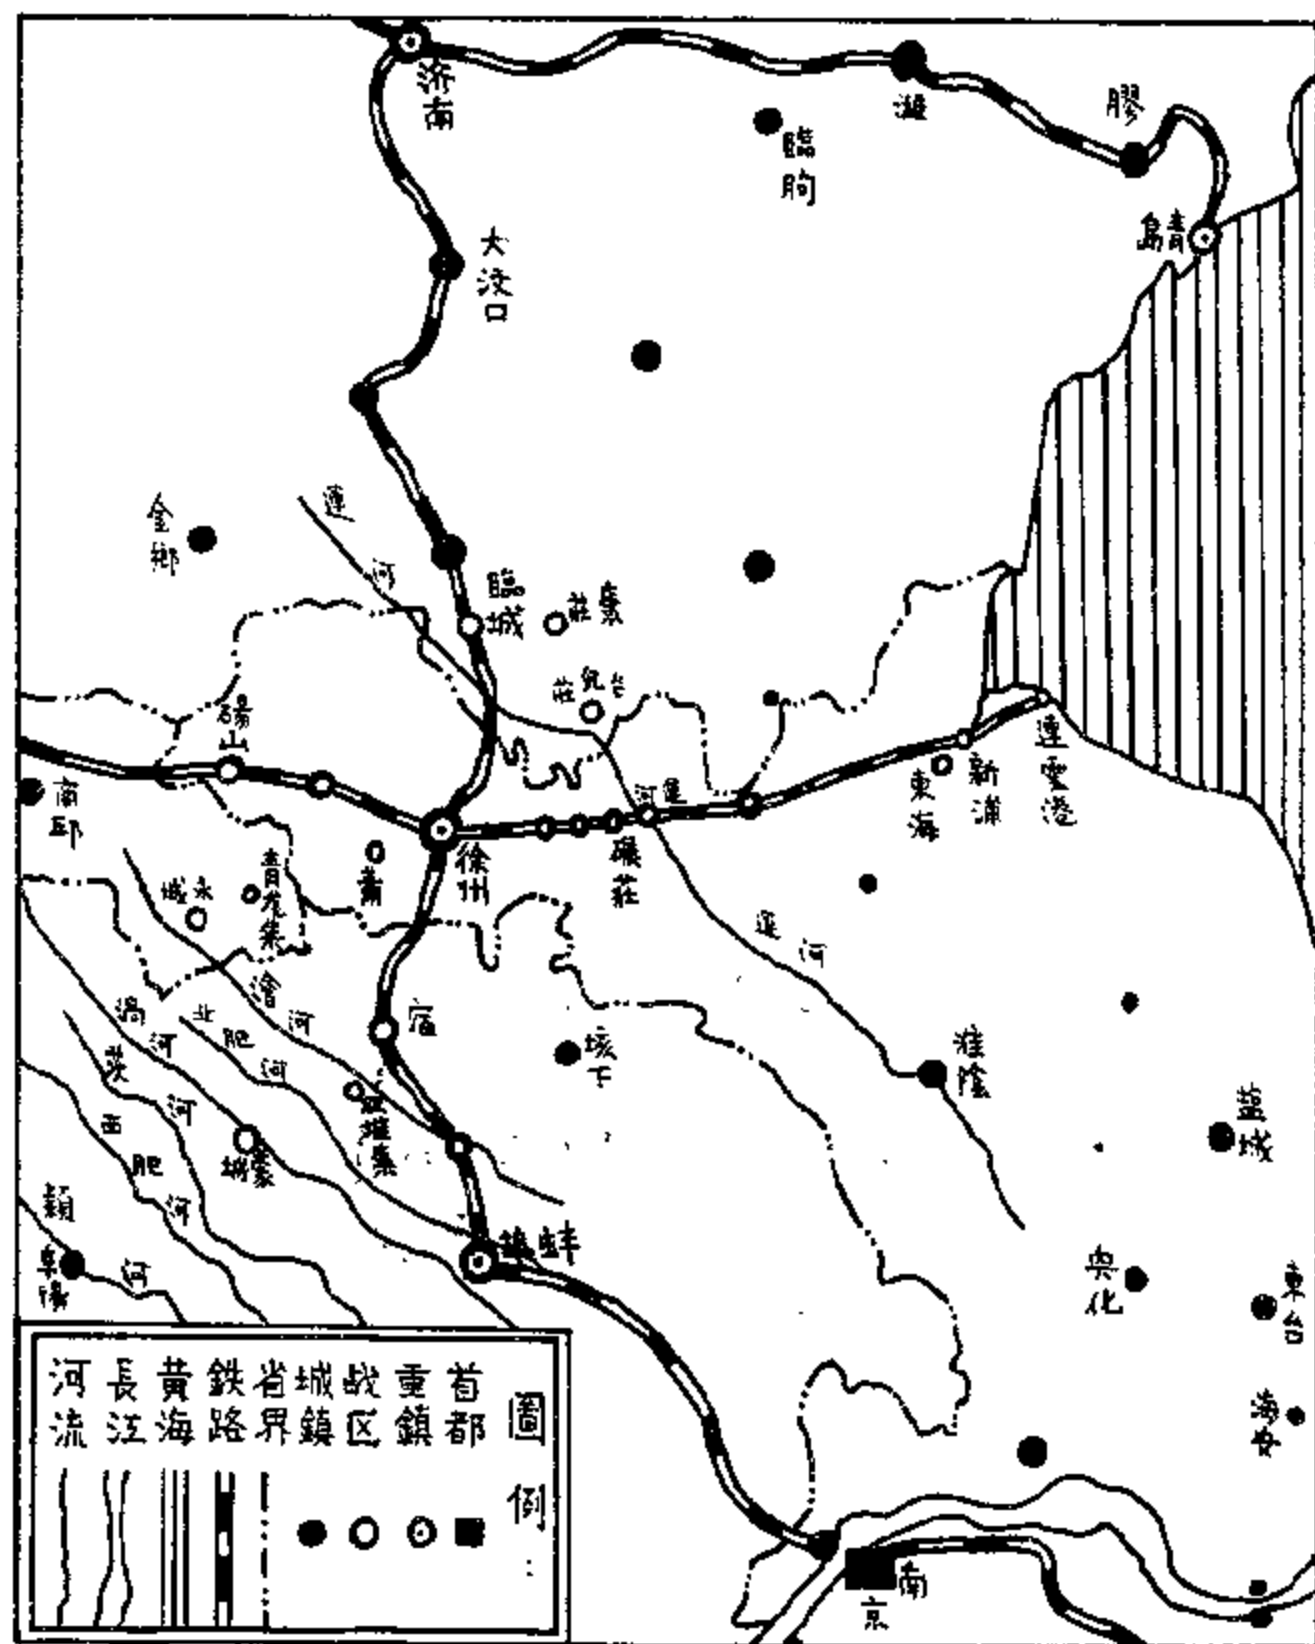 济南
濰
膠
臨朐
青島
大汶口
運河
金鄉
臨城
棗莊
台兒莊
碭山
商邱
徐州
蕭
運河
碾莊
東海
新浦
連雲港
永城
青龙集
澮河
宿
渦河
北肥河
茨河
西肥河
蒙城
垓下
運河
淮陰
鹽城
潁河
阜陽
蚌埠
興化
東台
海安
南京
圖例
首都
重鎮
战区
城鎮
省界
鉄路
黃海
長江
河流